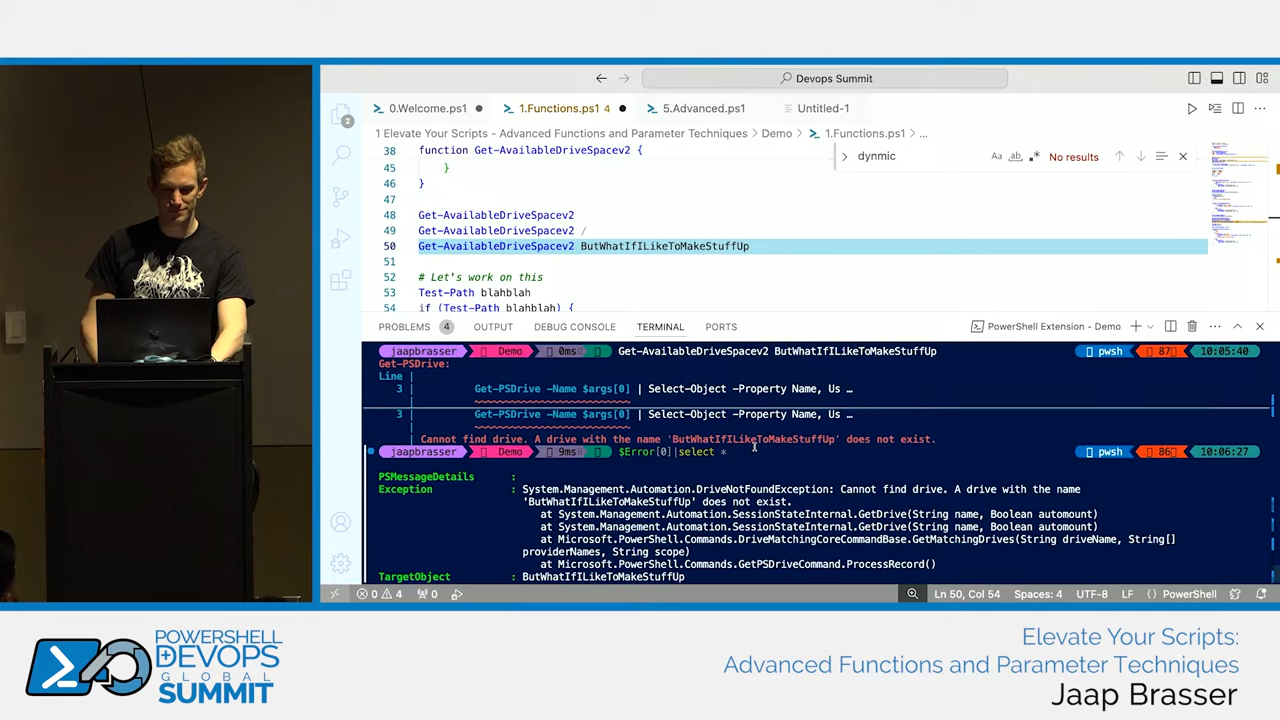 Devops Summit
0.Welcome.ps1
1.Functions.ps1 4
5.Advanced.ps1
Untitled-1
1 Elevate Your Scripts - Advanced Functions and Parameter Techniques > Demo > 1.Functions.ps1 > ...
38 function Get-AvailableDriveSpacev2 {
dynmic
Aa
ab
No results
45 }
46 }
47
48 Get-AvailableDriveSpacev2
49 Get-AvailableDriveSpacev2 /
50 Get-AvailableDriveSpacev2 ButWhatIfILikeToMakeStuffUp
51
52 # Let's work on this
53 Test-Path blahblah
54 if (Test-Path blahblah) {
2
PROBLEMS 4
OUTPUT
DEBUG CONSOLE
TERMINAL
PORTS
PowerShell Extension - Demo
jaapbrasser Demo 0ms Get-AvailableDriveSpacev2 ButWhatIfILikeToMakeStuffUp pwsh 87 10:05:40
Get-PSDrive:
Line |
3 | Get-PSDrive -Name $args[0] | Select-Object -Property Name, Us …
3 | Get-PSDrive -Name $args[0] | Select-Object -Property Name, Us …
| Cannot find drive. A drive with the name 'ButWhatIfILikeToMakeStuffUp' does not exist.
jaapbrasser Demo 9ms $Error[0]|select * pwsh 86 10:06:27
PSMessageDetails :
Exception : System.Management.Automation.DriveNotFoundException: Cannot find drive. A drive with the name
'ButWhatIfILikeToMakeStuffUp' does not exist.
at System.Management.Automation.SessionStateInternal.GetDrive(String name, Boolean automount)
at System.Management.Automation.SessionStateInternal.GetDrive(String name, Boolean automount)
at Microsoft.PowerShell.Commands.DriveMatchingCoreCommandBase.GetMatchingDrives(String driveName, String[]
providerNames, String scope)
at Microsoft.PowerShell.Commands.GetPSDriveCommand.ProcessRecord()
TargetObject : ButWhatIfILikeToMakeStuffUp
0 4 0
Ln 50, Col 54
Spaces: 4
UTF-8
LF
{} PowerShell
POWERSHELL
DEVOPS
GLOBAL
SUMMIT
Elevate Your Scripts:
Advanced Functions and Parameter Techniques
Jaap Brasser